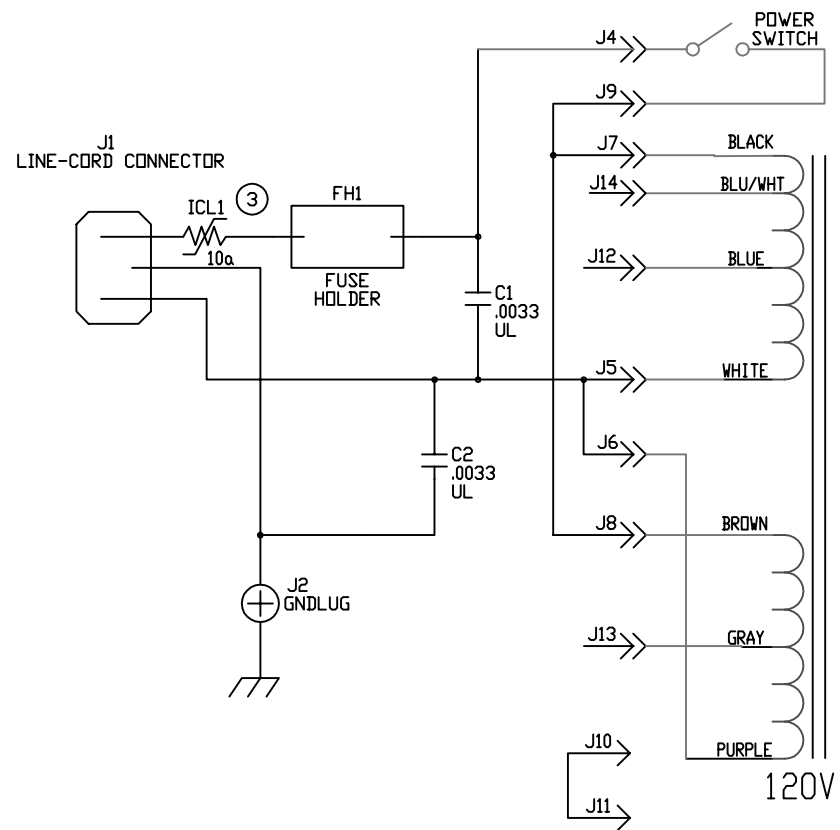 J4
POWER
SWITCH
J9
J1
LINE-CORD CONNECTOR
J7
BLACK
J14
BLU/WHT
ICL1
3
FH1
10a
J12
BLUE
FUSE
HOLDER
C1
.0033
UL
J5
WHITE
J6
C2
.0033
UL
J8
BROWN
J2
GNDLUG
J13
GRAY
J10
PURPLE
120V
J11